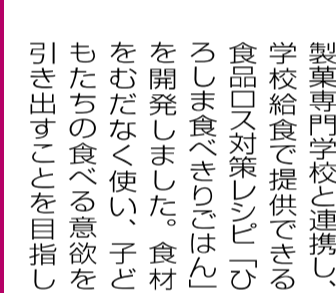 製菓専門学校と連携し、
学校給食で提供できる
食品ロス対策レシピ「ひ
ろしま食べきりごはん」
を開発しました。食材
をむだなく使い、子ど
もたちの食べる意欲を
引き出すことを目指し